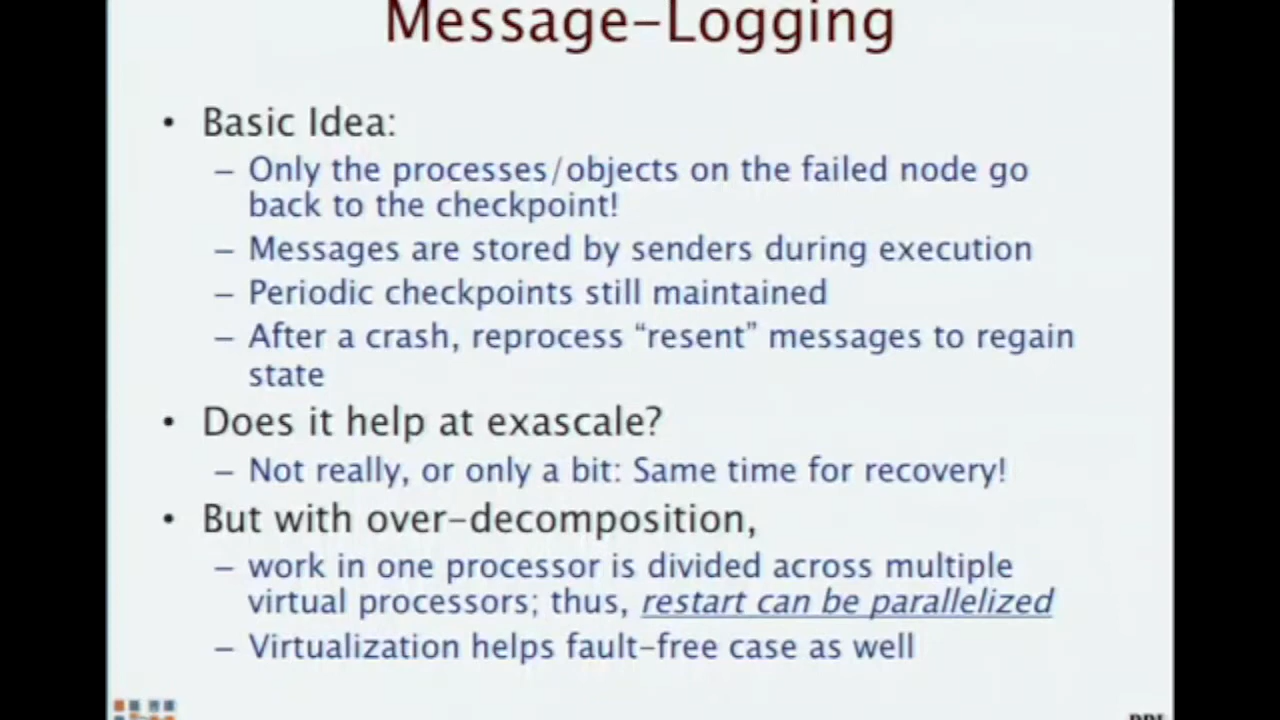 Message-Logging
• Basic Idea:
– Only the processes/objects on the failed node go
back to the checkpoint!
– Messages are stored by senders during execution
– Periodic checkpoints still maintained
– After a crash, reprocess “resent” messages to regain
state
• Does it help at exascale?
– Not really, or only a bit: Same time for recovery!
• But with over-decomposition,
– work in one processor is divided across multiple
virtual processors; thus, restart can be parallelized
– Virtualization helps fault-free case as well